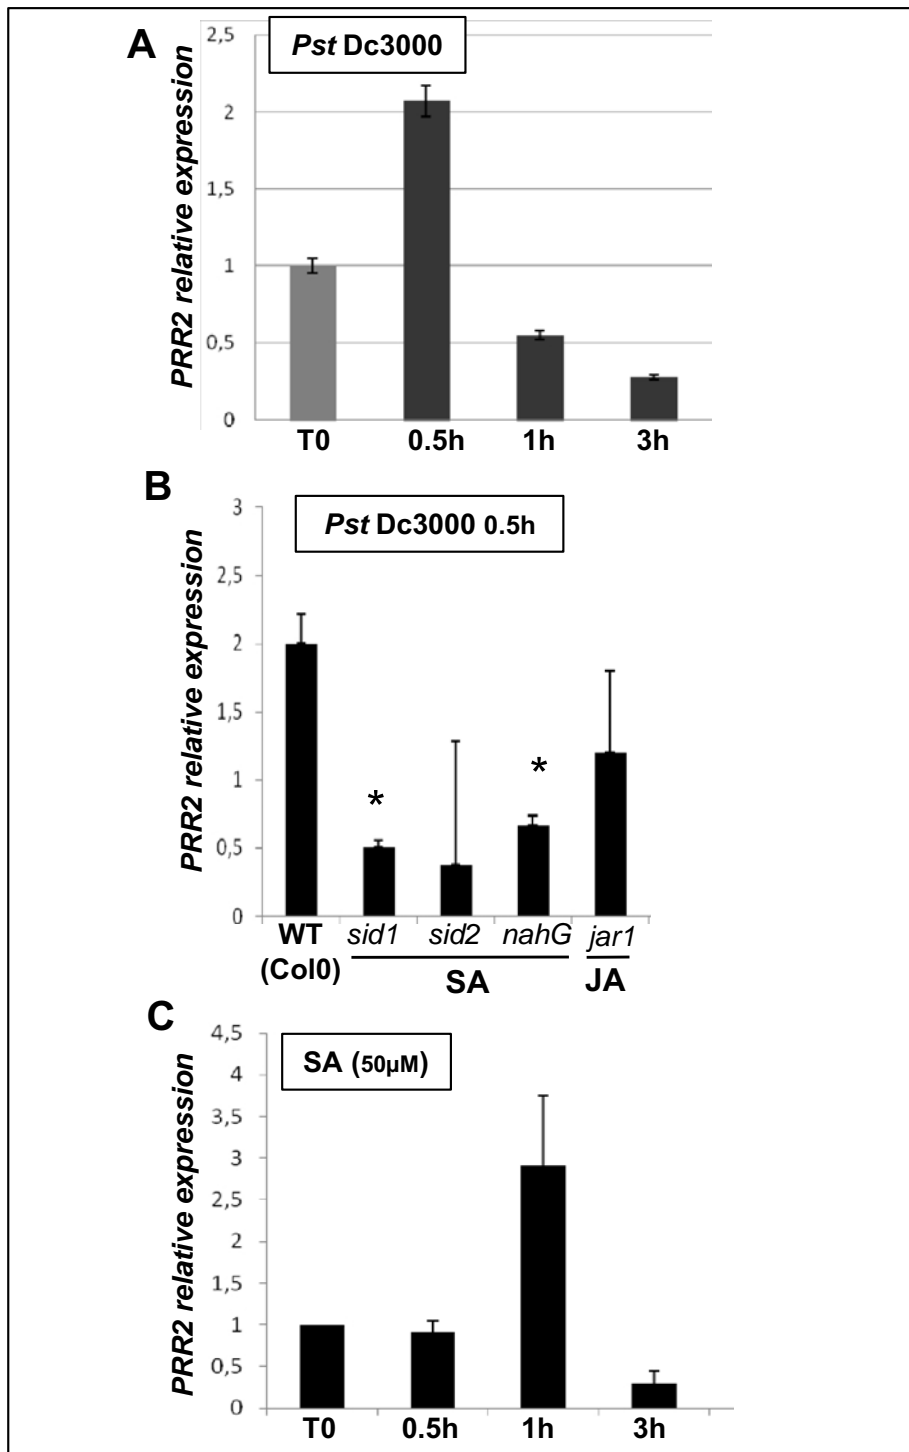 A
Pst Dc3000
PRR2 relative expression
2,5
2
1,5
1
0,5
0
T0 0.5h 1h 3h
B
Pst Dc3000 0.5h
PRR2 relative expression
3
2,5
2
1,5
1
0,5
0
* *
WT sid1 sid2 nahG jar1
(Col0) SA JA
C
SA (50µM)
PRR2 relative expression
4,5
4
3,5
3
2,5
2
1,5
1
0,5
0
T0 0.5h 1h 3h